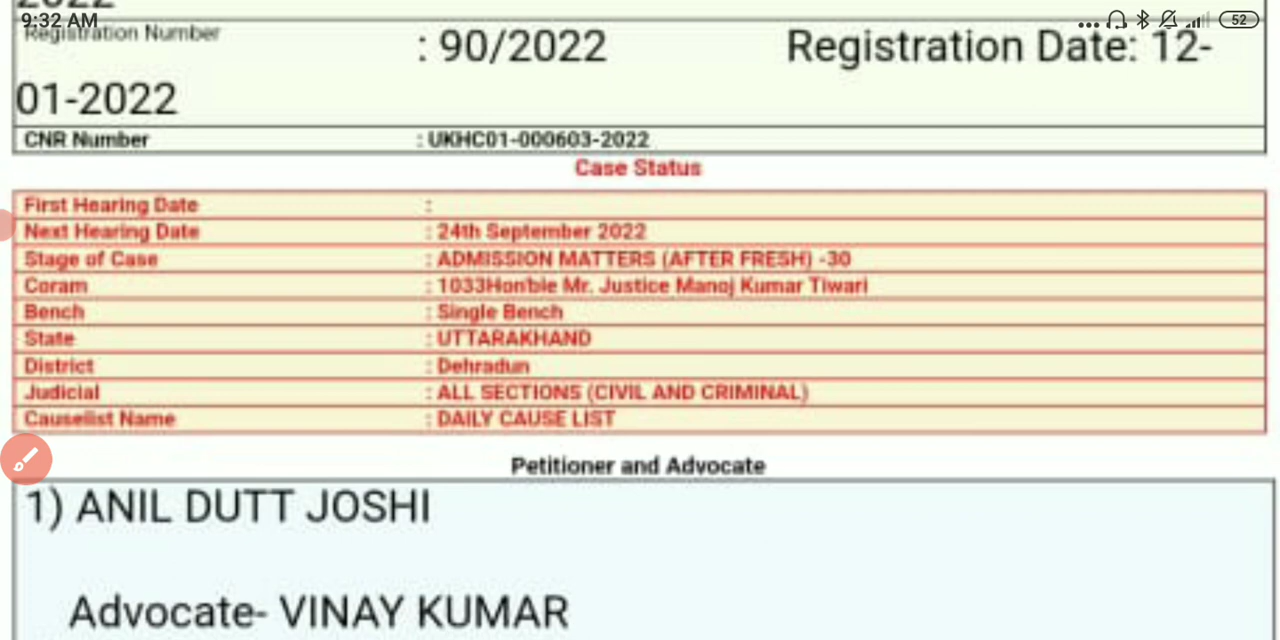 2022
9:32 AM 52
Registration Number : 90/2022 Registration Date: 12-
01-2022
CNR Number : UKHC01-000603-2022
Case Status
First Hearing Date :
Next Hearing Date : 24th September 2022
Stage of Case : ADMISSION MATTERS (AFTER FRESH) -30
Coram : 1033Hon'ble Mr. Justice Manoj Kumar Tiwari
Bench : Single Bench
State : UTTARAKHAND
District : Dehradun
Judicial : ALL SECTIONS (CIVIL AND CRIMINAL)
Causelist Name : DAILY CAUSE LIST
Petitioner and Advocate
1) ANIL DUTT JOSHI
Advocate- VINAY KUMAR